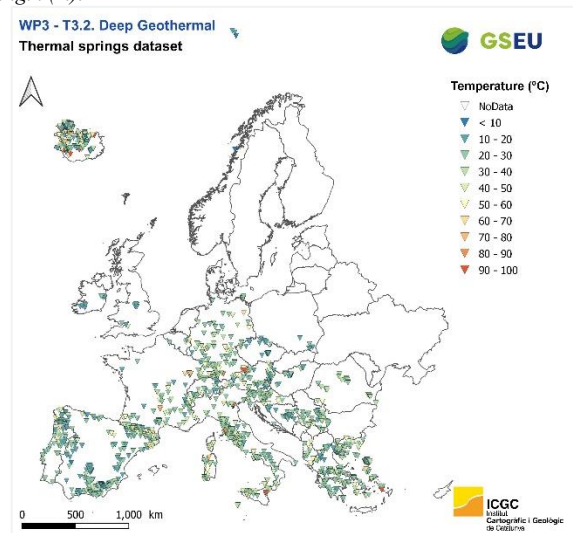 WP3 - T3.2. Deep Geothermal
Thermal springs dataset
GSEU
Temperature (°C)
NoData
< 10
10 - 20
20 - 30
30 - 40
40 - 50
50 - 60
60 - 70
70 - 80
80 - 90
90 - 100
0 500 1,000 km
ICGC
Institut
Cartogràfic i Geològic
de Catalunya